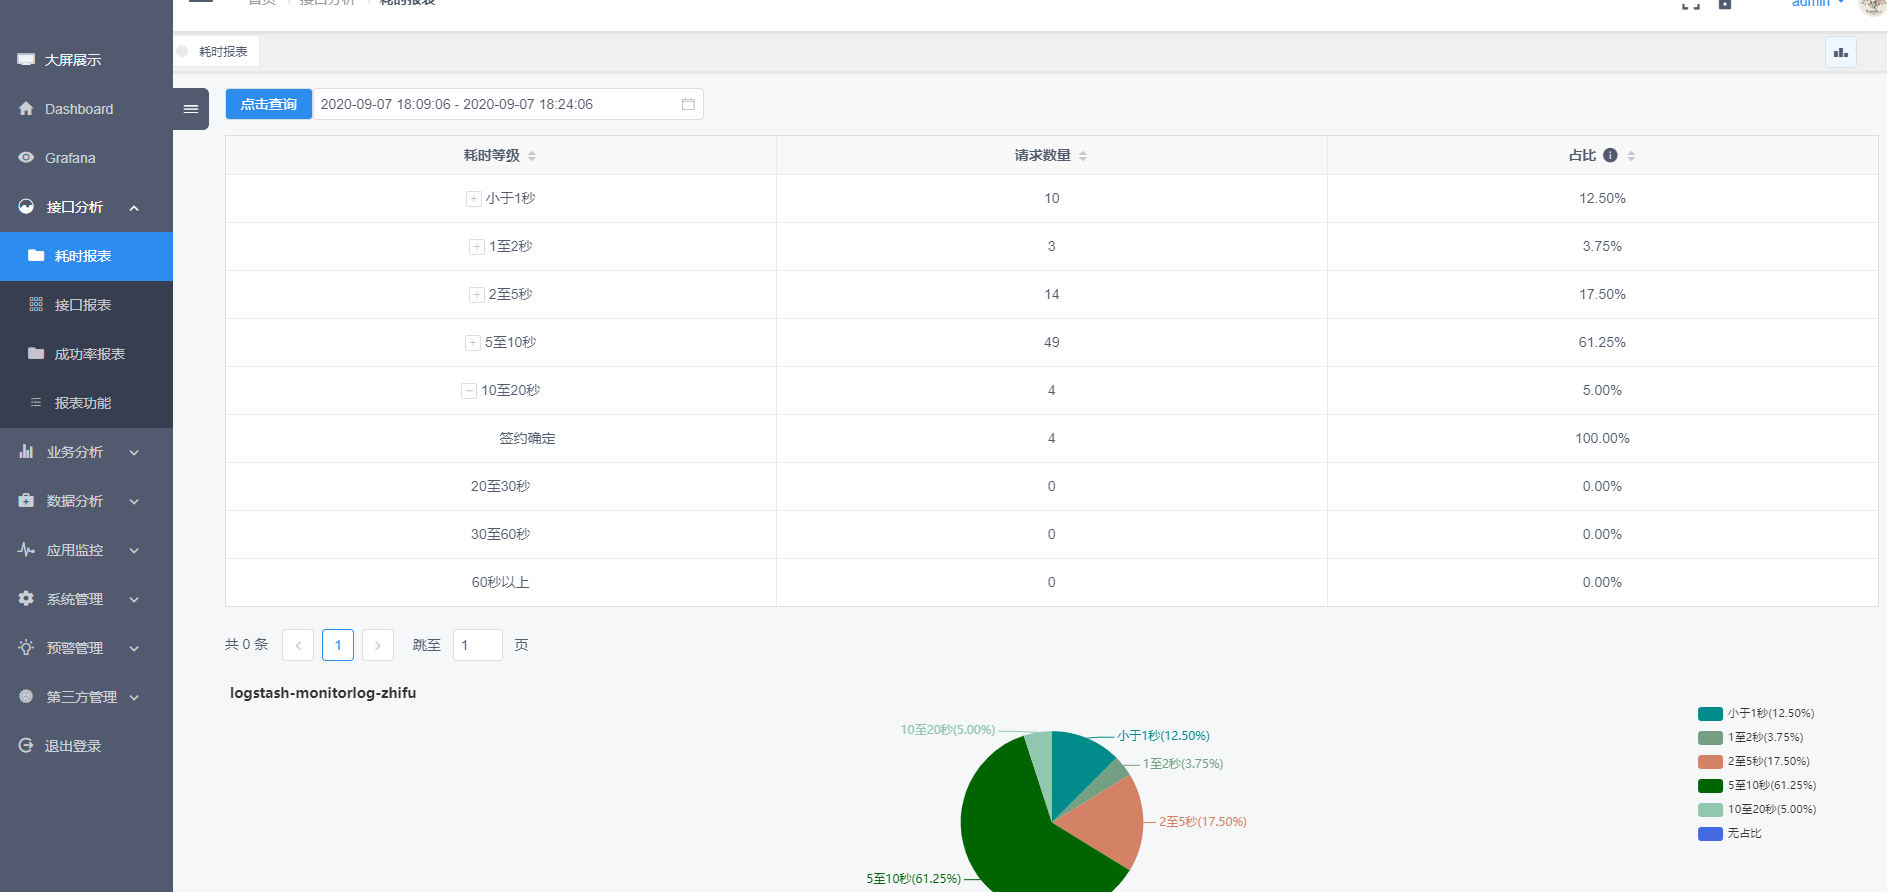 首页 / 接口分析 / 耗时报表
admin
大屏展示
Dashboard
Grafana
接口分析
耗时报表
接口报表
成功率报表
报表功能
业务分析
数据分析
应用监控
系统管理
预警管理
第三方管理
退出登录
耗时报表
点击查询 2020-09-07 18:09:06 - 2020-09-07 18:24:06
耗时等级 请求数量 占比
小于1秒 10 12.50%
1至2秒 3 3.75%
2至5秒 14 17.50%
5至10秒 49 61.25%
10至20秒 4 5.00%
签约确定 4 100.00%
20至30秒 0 0.00%
30至60秒 0 0.00%
60秒以上 0 0.00%
共 0 条 1 跳至 1 页
logstash-monitorlog-zhifu
10至20秒(5.00%)
小于1秒(12.50%)
1至2秒(3.75%)
2至5秒(17.50%)
5至10秒(61.25%)
小于1秒(12.50%)
1至2秒(3.75%)
2至5秒(17.50%)
5至10秒(61.25%)
10至20秒(5.00%)
无占比